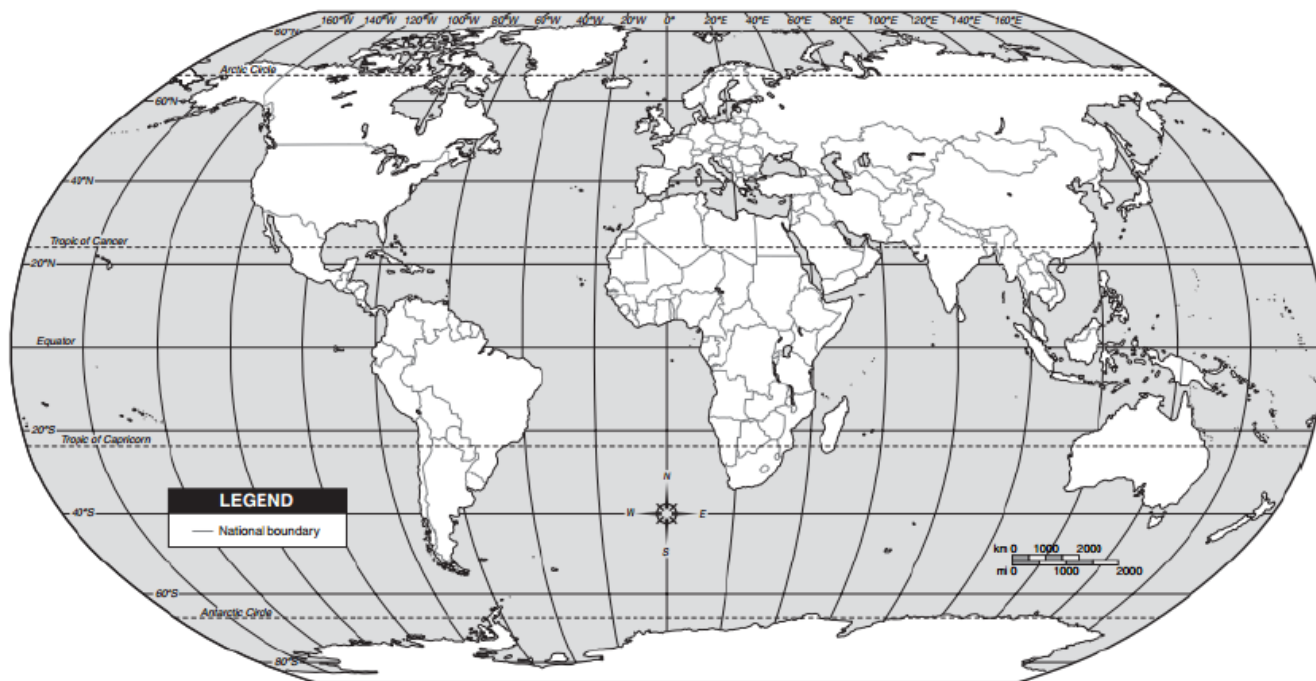 160°W 140°W 120°W 100°W 80°W 60°W 40°W 20°W 0° 20°E 40°E 60°E 80°E 100°E 120°E 140°E 160°E
80°N
Arctic Circle
60°N
40°N
Tropic of Cancer
20°N
Equator
20°S
Tropic of Capricorn
N
LEGEND
W E
40°S
National boundary
S
km 0 1000 2000
mi 0 1000 2000
60°S
Antarctic Circle
80°S